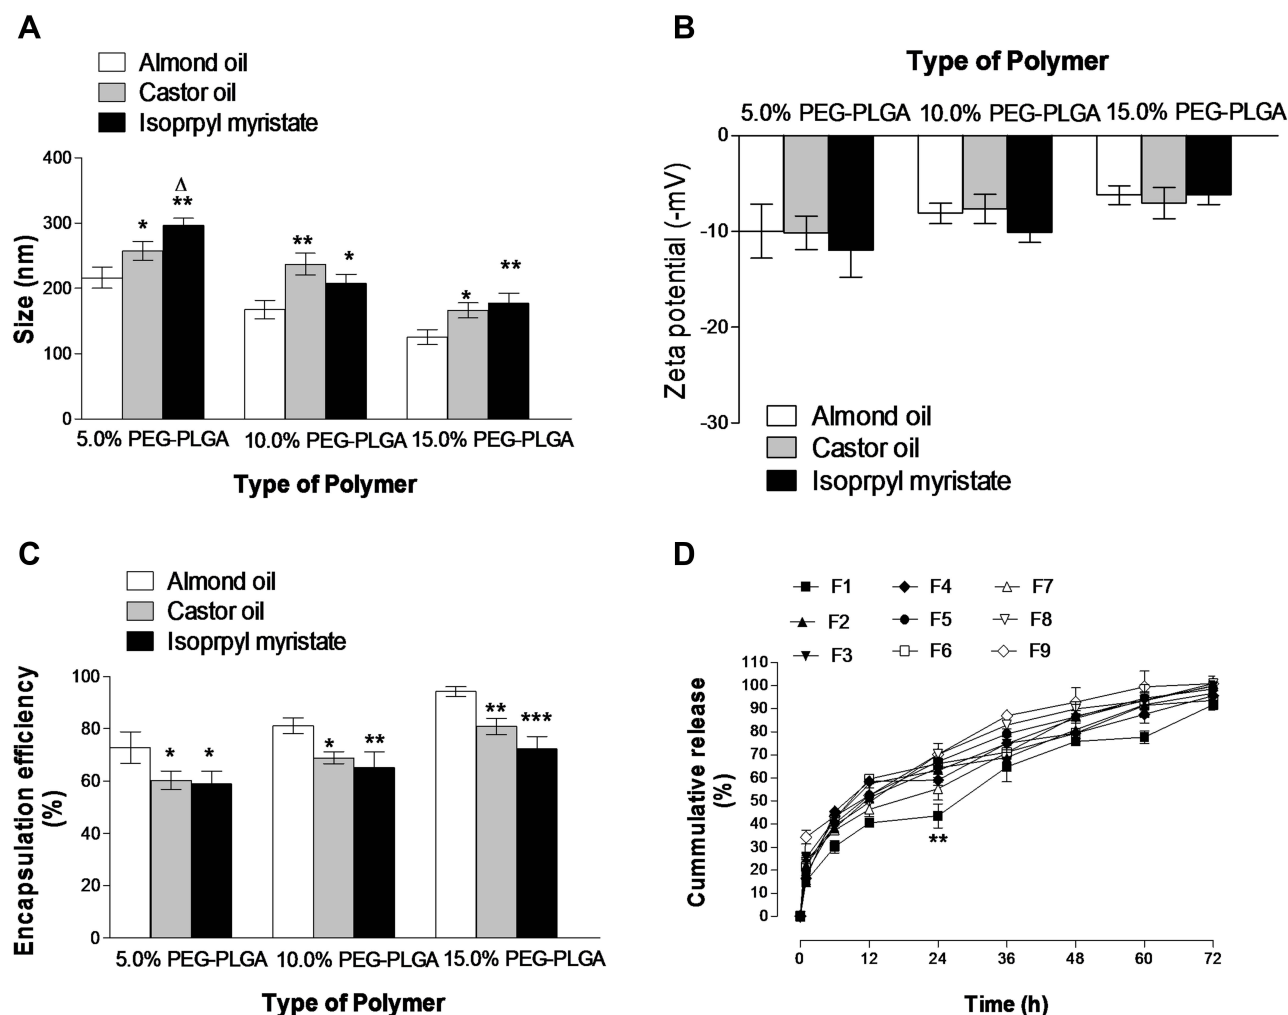 A
Almond oil
Castor oil
Isoprpyl myristate
**
*
Δ
**
*
**
*
*
**
400
300
200
100
0
Size (nm)
5.0% PEG-PLGA 10.0% PEG-PLGA 15.0% PEG-PLGA
Type of Polymer
B
Type of Polymer
5.0% PEG-PLGA 10.0% PEG-PLGA 15.0% PEG-PLGA
0
-10
-20
-30
Zeta potential (-mV)
Almond oil
Castor oil
Isoprpyl myristate
C
Almond oil
Castor oil
Isoprpyl myristate
100
80
60
40
20
0
Encapsulation efficiency
(%)
* * * ** ** ***
5.0% PEG-PLGA 10.0% PEG-PLGA 15.0% PEG-PLGA
Type of Polymer
D
F1 F4 F7
F2 F5 F8
F3 F6 F9
110
100
90
80
70
60
50
40
30
20
10
0
Cummulative release
(%)
**
0 12 24 36 48 60 72
Time (h)